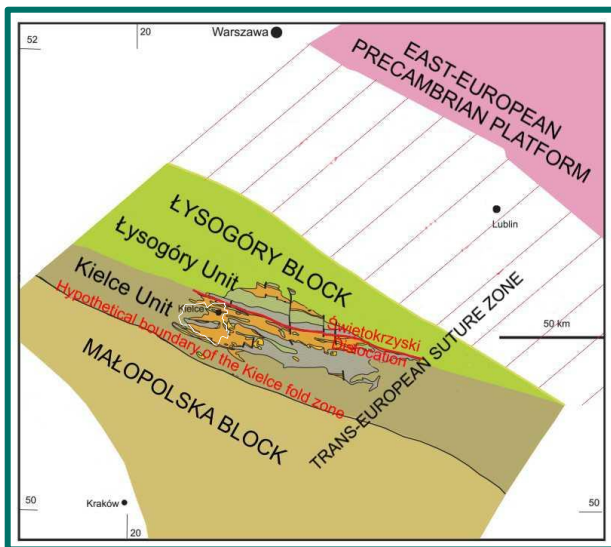 20
Warszawa
52
EAST-EUROPEAN
PRECAMBRIAN PLATFORM
ŁYSOGÓRY BLOCK
Łysogóry Unit
Lublin
Kielce Unit
Kielce
Świętokrzyski
Dislocation
50 km
Hypothetical boundary of the Kielce fold zone
TRANS-EUROPEAN SUTURE ZONE
MAŁOPOLSKA BLOCK
50
Kraków
50
20